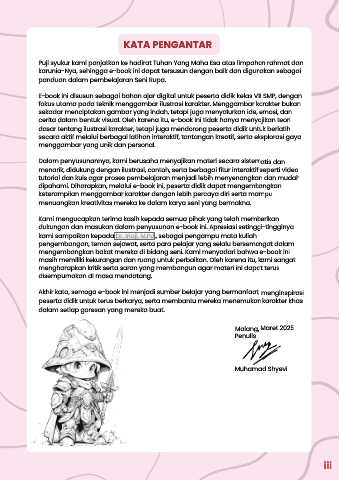 KATA PENGANTAR
Puji syukur kami panjatkan ke hadirat Tuhan Yang Maha Esa atas limpahan rahmat dan
karunia-Nya, sehingga e-book ini dapat tersusun dengan baik dan digunakan sebagai
panduan dalam pembelajaran Seni Rupa.
E-book ini disusun sebagai bahan ajar digital untuk peserta didik kelas VII SMP, dengan
fokus utama pada teknik menggambar ilustrasi karakter. Menggambar karakter bukan
sekadar menciptakan gambar yang indah, tetapi juga menyalurkan ide, emosi, dan
cerita dalam bentuk visual. Oleh karena itu, e-book ini tidak hanya menyajikan teori
dasar tentang ilustrasi karakter, tetapi juga mendorong peserta didik untuk berlatih
secara aktif melalui berbagai latihan interaktif, tantangan kreatif, serta eksplorasi gaya
menggambar yang unik dan personal.
Dalam penyusunannya, kami berusaha menyajikan materi secara sistematis dan
menarik, didukung dengan ilustrasi, contoh, serta berbagai fitur interaktif seperti video
tutorial dan kuis agar proses pembelajaran menjadi lebih menyenangkan dan mudah
dipahami. Diharapkan, melalui e-book ini, peserta didik dapat mengembangkan
keterampilan menggambar karakter dengan lebih percaya diri serta mampu
menuangkan kreativitas mereka ke dalam karya seni yang bermakna.
Kami mengucapkan terima kasih kepada semua pihak yang telah memberikan
dukungan dan masukan dalam penyusunan e-book ini. Apresiasi setinggi-tingginya
kami sampaikan kepada , sebagai pengampu mata kuliah
pengembangan, teman sejawat, serta para pelajar yang selalu bersemangat dalam
mengembangkan bakat mereka di bidang seni. Kami menyadari bahwa e-book ini
masih memiliki kekurangan dan ruang untuk perbaikan. Oleh karena itu, kami sangat
mengharapkan kritik serta saran yang membangun agar materi ini dapat terus
disempurnakan di masa mendatang.
Akhir kata, semoga e-book ini menjadi sumber belajar yang bermanfaat, menginspirasi
peserta didik untuk terus berkarya, serta membantu mereka menemukan karakter khas
dalam setiap goresan yang mereka buat.
Malang, Maret 2025
Penulis
Muhamad Shyevi
iii